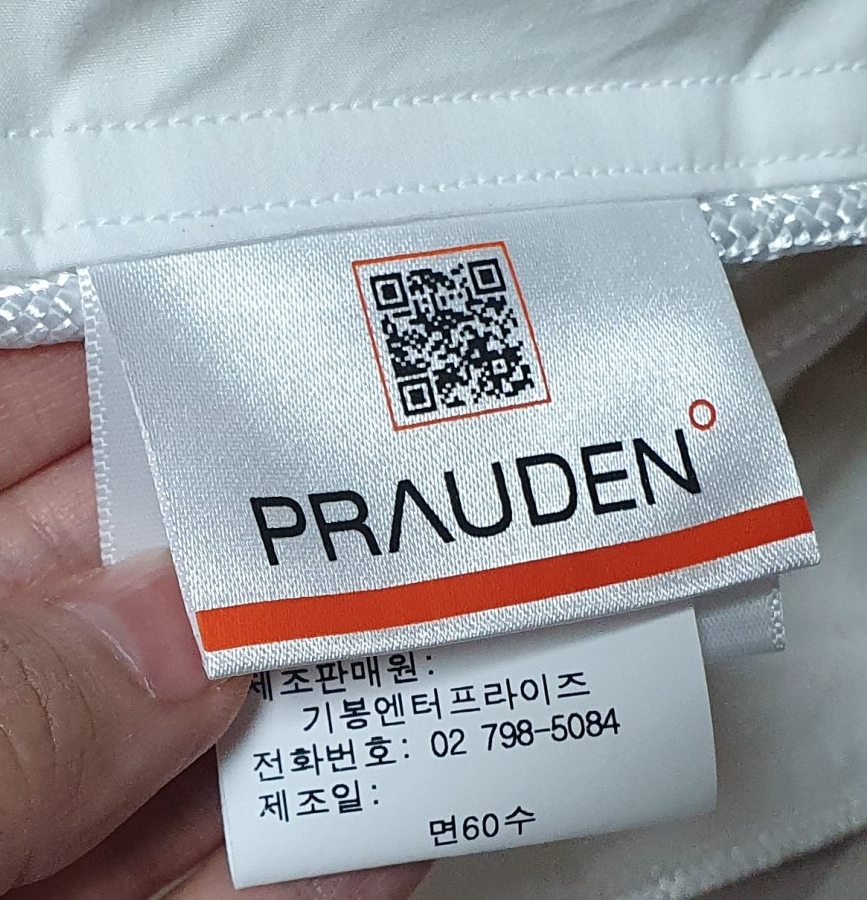 PRAUDEN
제조판매원:
기봉엔터프라이즈
전화번호: 02 798-5084
제조일:
면60수